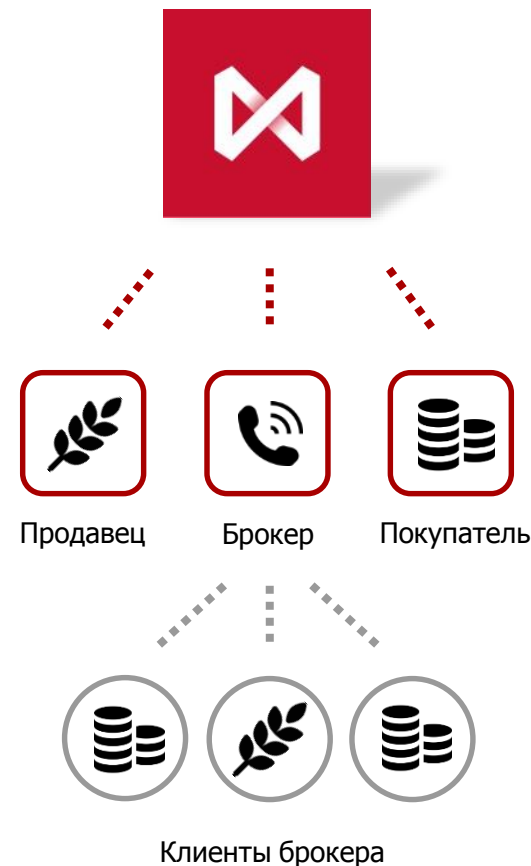 Продавец
Брокер
Покупатель
Клиенты брокера